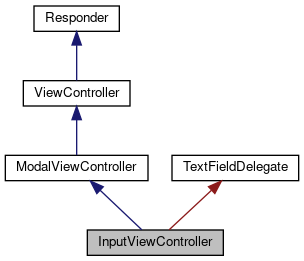 Responder
ViewController
ModalViewController
TextFieldDelegate
InputViewController